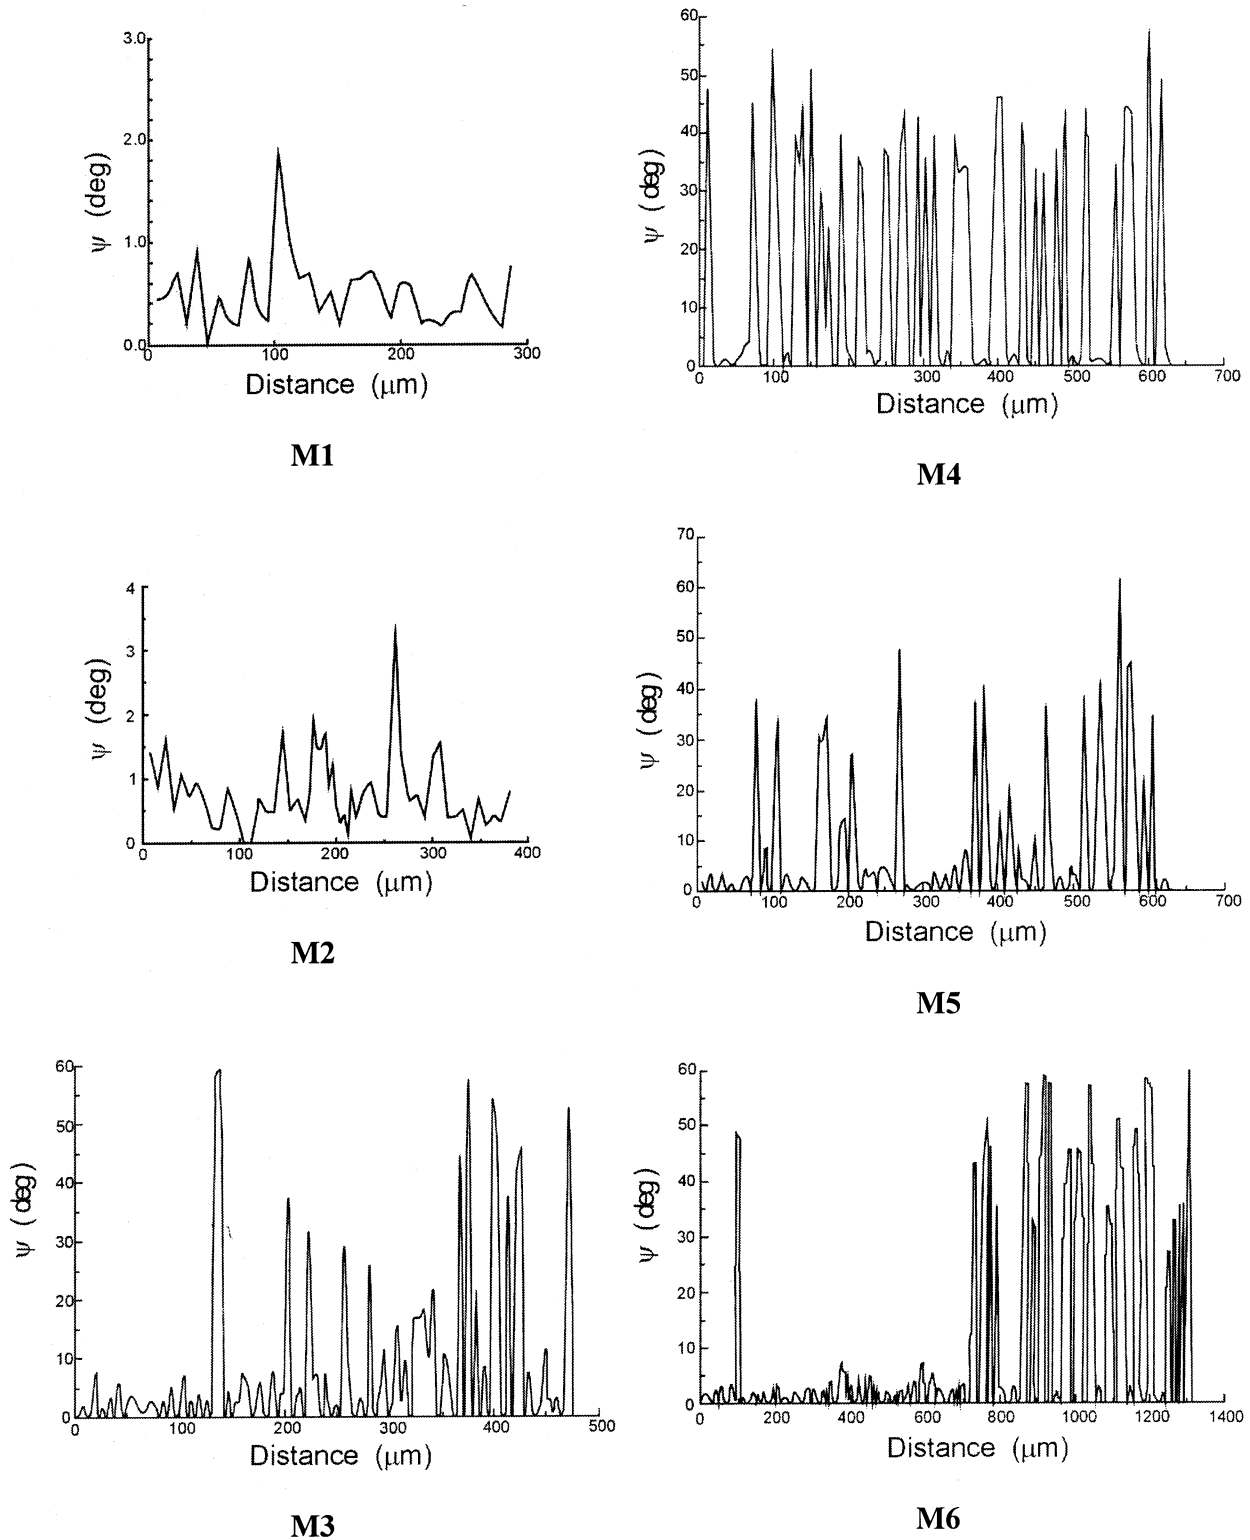 3.0
2.0
1.0
0.0
ψ (deg)
0 100 200 300
Distance (μm)
M1
60
50
40
30
20
10
0
ψ (deg)
0 100 300 400 500 600 700
Distance (μm)
M4
4
3
2
1
0
ψ (deg)
0 100 200 300 400
Distance (μm)
M2
70
60
50
40
30
20
10
0
ψ (deg)
0 100 200 300 400 500 600 700
Distance (μm)
M5
60
50
40
30
20
10
0
ψ (deg)
0 100 200 300 400 500
Distance (μm)
M3
60
50
40
30
20
10
0
ψ (deg)
0 200 400 600 800 1000 1200 1400
Distance (μm)
M6